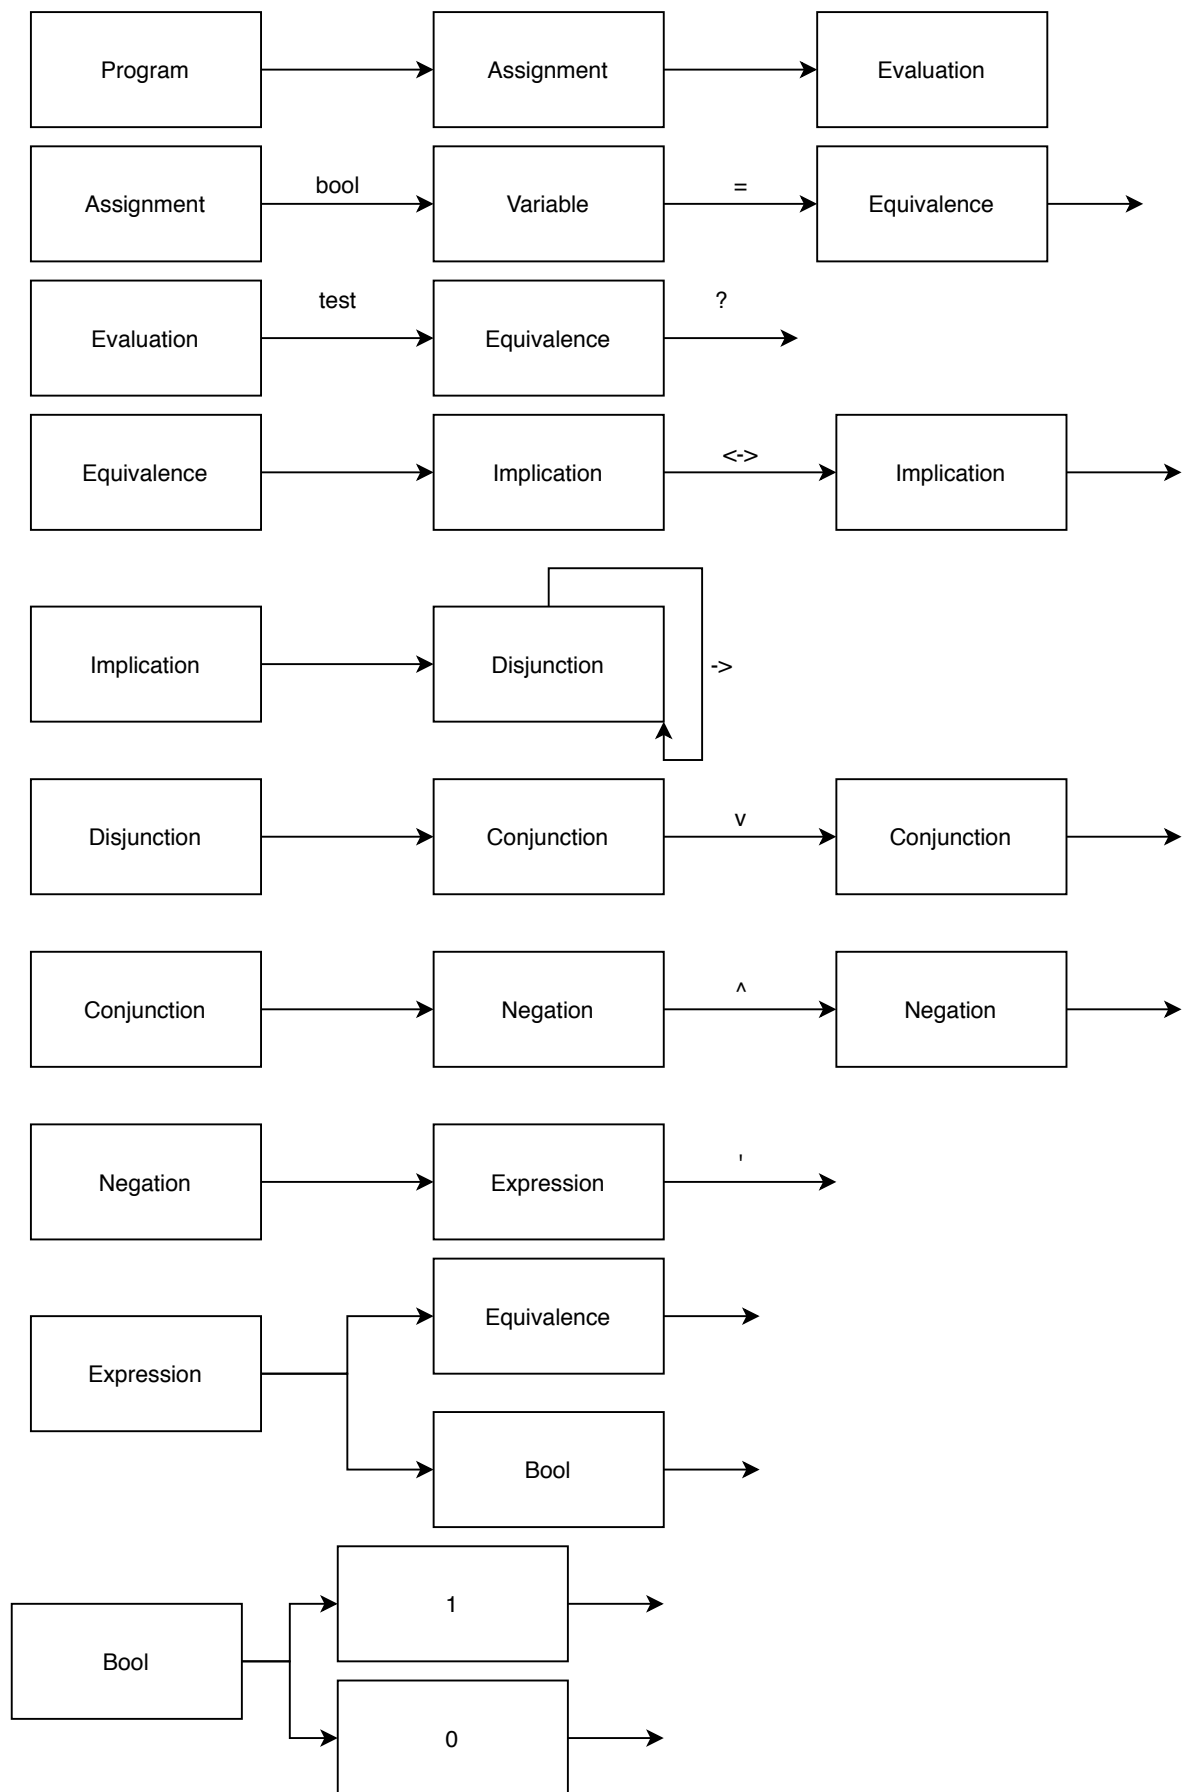 Program Assignment Evaluation
Assignment bool Variable = Equivalence
Evaluation test Equivalence ?
Equivalence Implication <-> Implication
Implication Disjunction ->
Disjunction Conjunction v Conjunction
Conjunction Negation ^ Negation
Negation Expression '
Equivalence
Expression
Bool
1
Bool
0